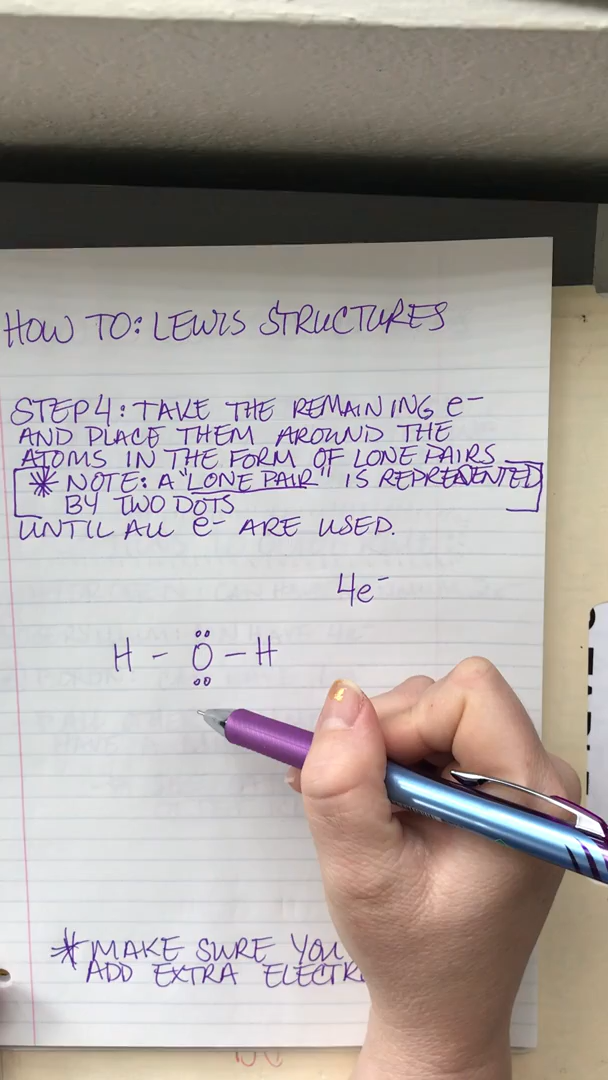 HOW TO: LEWIS STRUCTURES
STEP 4: TAKE THE REMAINING e-
AND PLACE THEM AROUND THE
ATOMS IN THE FORM OF LONE PAIRS
* NOTE: A "LONE PAIR" IS REPRESENTED
BY TWO DOTS
UNTIL ALL e- ARE USED.
4e-
H - O - H
* MAKE SURE YOU
ADD EXTRA